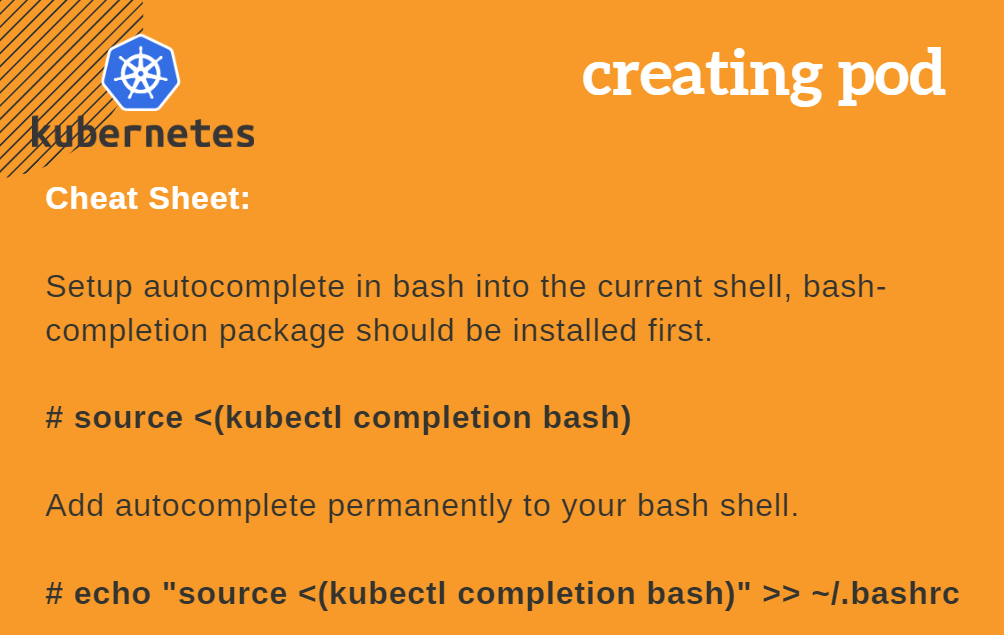 creating pod
kubernetes
Cheat Sheet:
Setup autocomplete in bash into the current shell, bash-
completion package should be installed first.
# source <(kubectl completion bash)
Add autocomplete permanently to your bash shell.
# echo "source <(kubectl completion bash)" >> ~/.bashrc